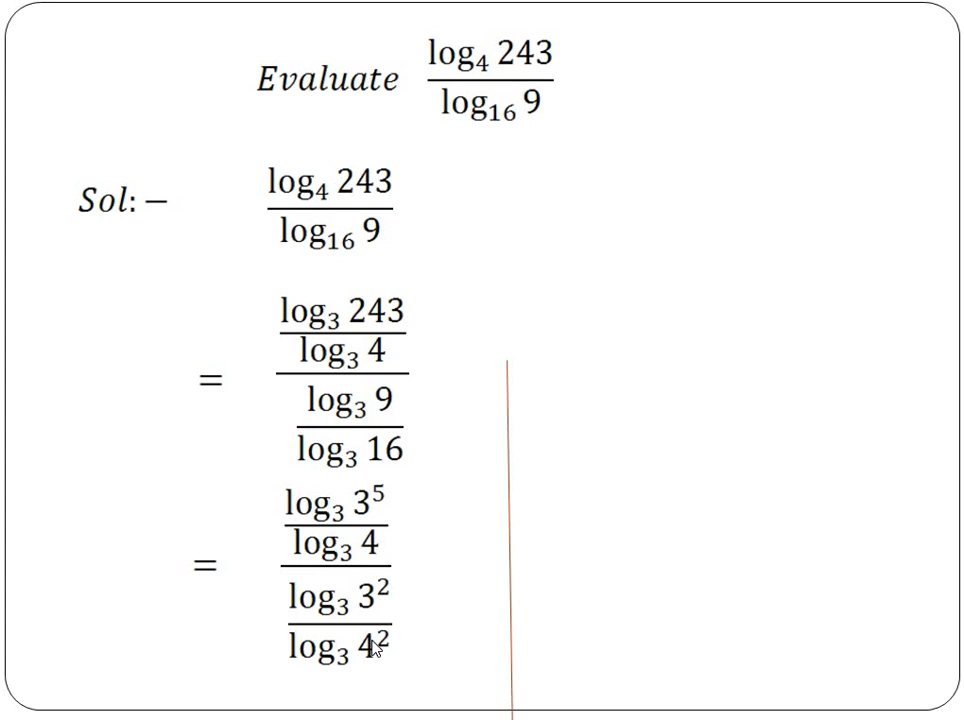 Evaluate log₄ 243 / log₁₆ 9
Sol: − log₄ 243 / log₁₆ 9
= (log₃ 243 / log₃ 4) / (log₃ 9 / log₃ 16)
= (log₃ 3⁵ / log₃ 4) / (log₃ 3² / log₃ 4²)